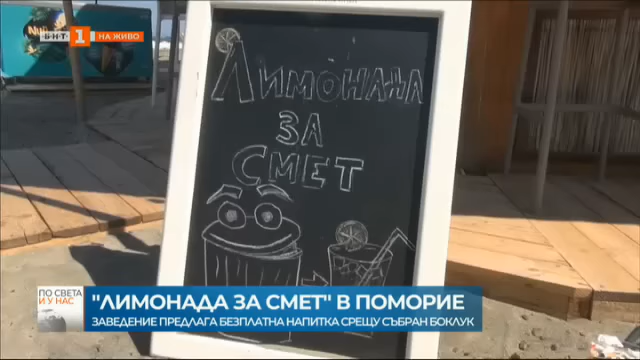 БНТ 1 НА ЖИВО
ЛИМОНАДА
ЗА
СМЕТ
ПО СВЕТА
И У НАС
"ЛИМОНАДА ЗА СМЕТ" В ПОМОРИЕ
ЗАВЕДЕНИЕ ПРЕДЛАГА БЕЗПЛАТНА НАПИТКА СРЕЩУ СЪБРАН БОКЛУК